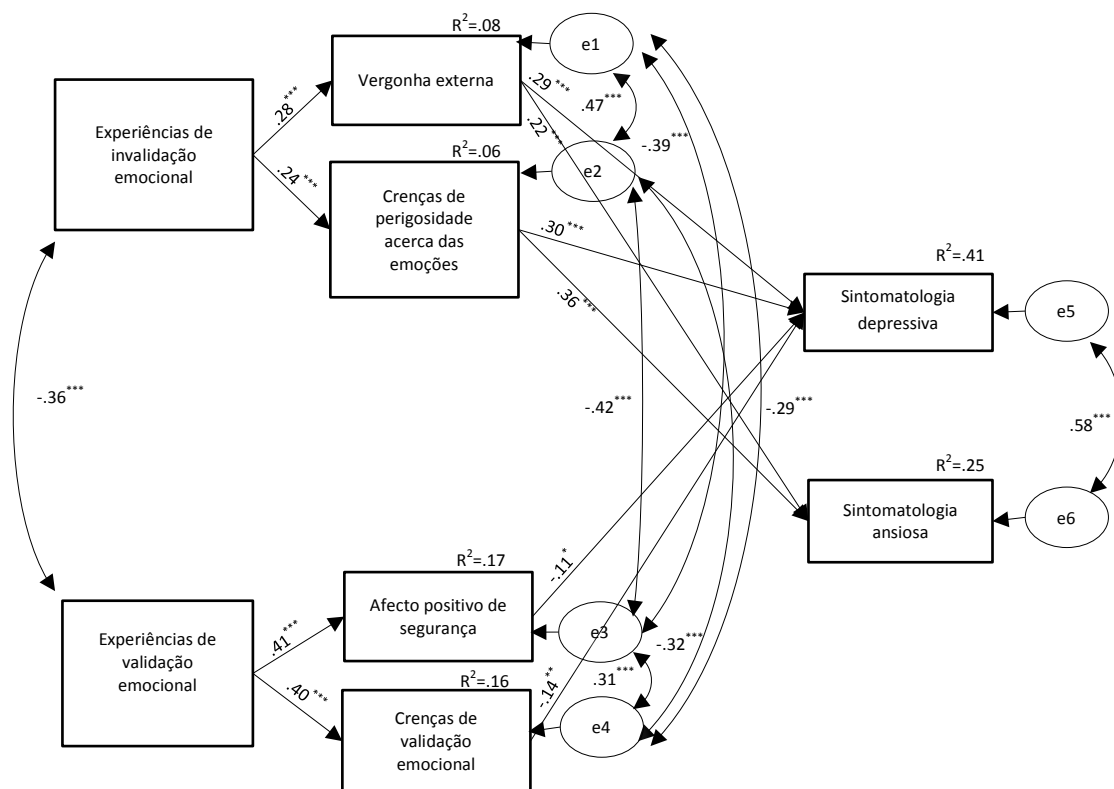 R²=.08
e1
Vergonha externa
.29***
.47***
.28***
.22***
-.39***
Experiências de
invalidação
emocional
R²=.06
e2
.24***
Crenças de
perigosidade
acerca das
emoções
.30***
R²=.41
.36***
Sintomatologia
depressiva
e5
-.36***
-.42***
-.29***
.58***
R²=.25
Sintomatologia
ansiosa
e6
R²=.17
-.11*
Afecto positivo de
segurança
e3
Experiências de
validação
emocional
.41***
-.32***
R²=.16
-.14**
.31***
.40***
Crenças de
validação
emocional
e4